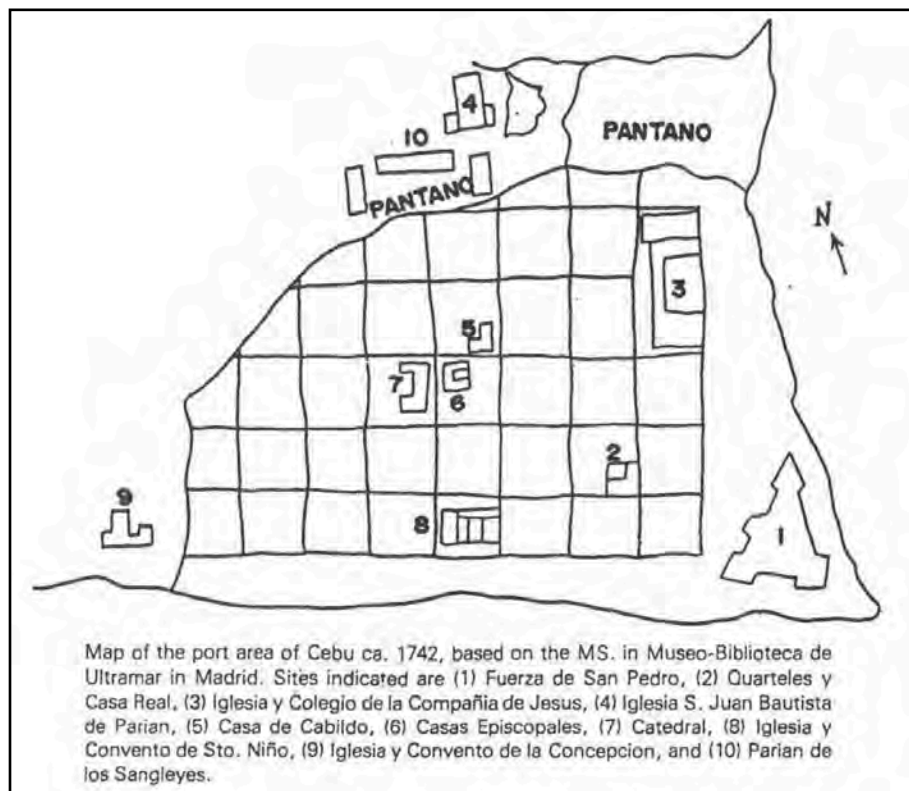 4
10
PANTANO
PANTANO
N
3
5
7
6
2
9
8
1
Map of the port area of Cebu ca. 1742, based on the MS. in Museo-Biblioteca de
Ultramar in Madrid. Sites indicated are (1) Fuerza de San Pedro, (2) Quarteles y
Casa Real, (3) Iglesia y Colegio de la Compañia de Jesus, (4) Iglesia S. Juan Bautista
de Parian, (5) Casa de Cabildo, (6) Casas Episcopales, (7) Catedral, (8) Iglesia y
Convento de Sto. Niño, (9) Iglesia y Convento de la Concepcion, and (10) Parian de
los Sangleyes.